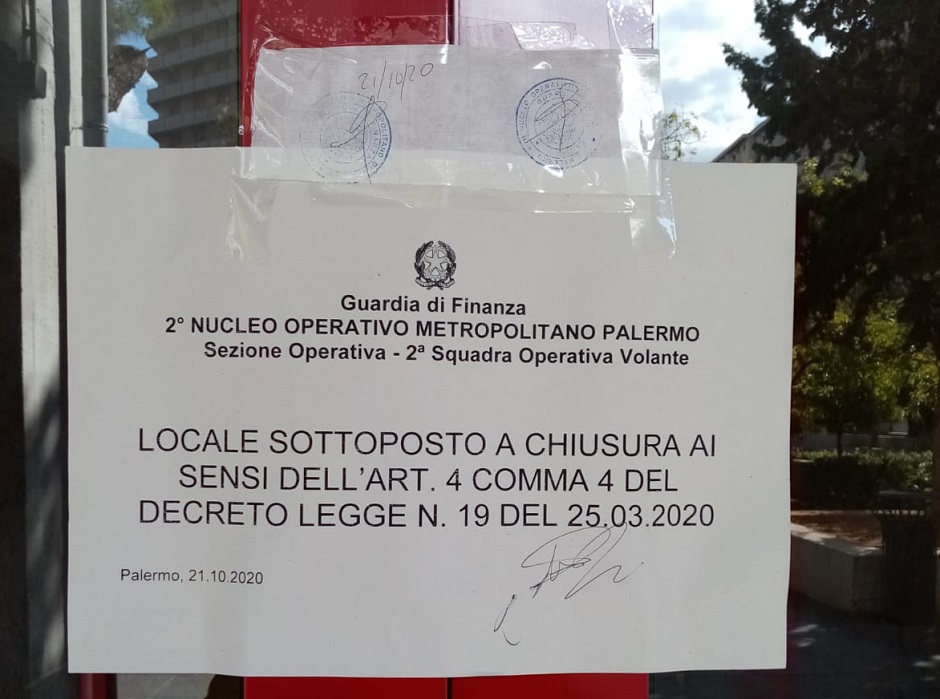 21/10/20
Guardia di Finanza
2° NUCLEO OPERATIVO METROPOLITANO PALERMO
Sezione Operativa - 2ª Squadra Operativa Volante
LOCALE SOTTOPOSTO A CHIUSURA AI
SENSI DELL'ART. 4 COMMA 4 DEL
DECRETO LEGGE N. 19 DEL 25.03.2020
Palermo, 21.10.2020